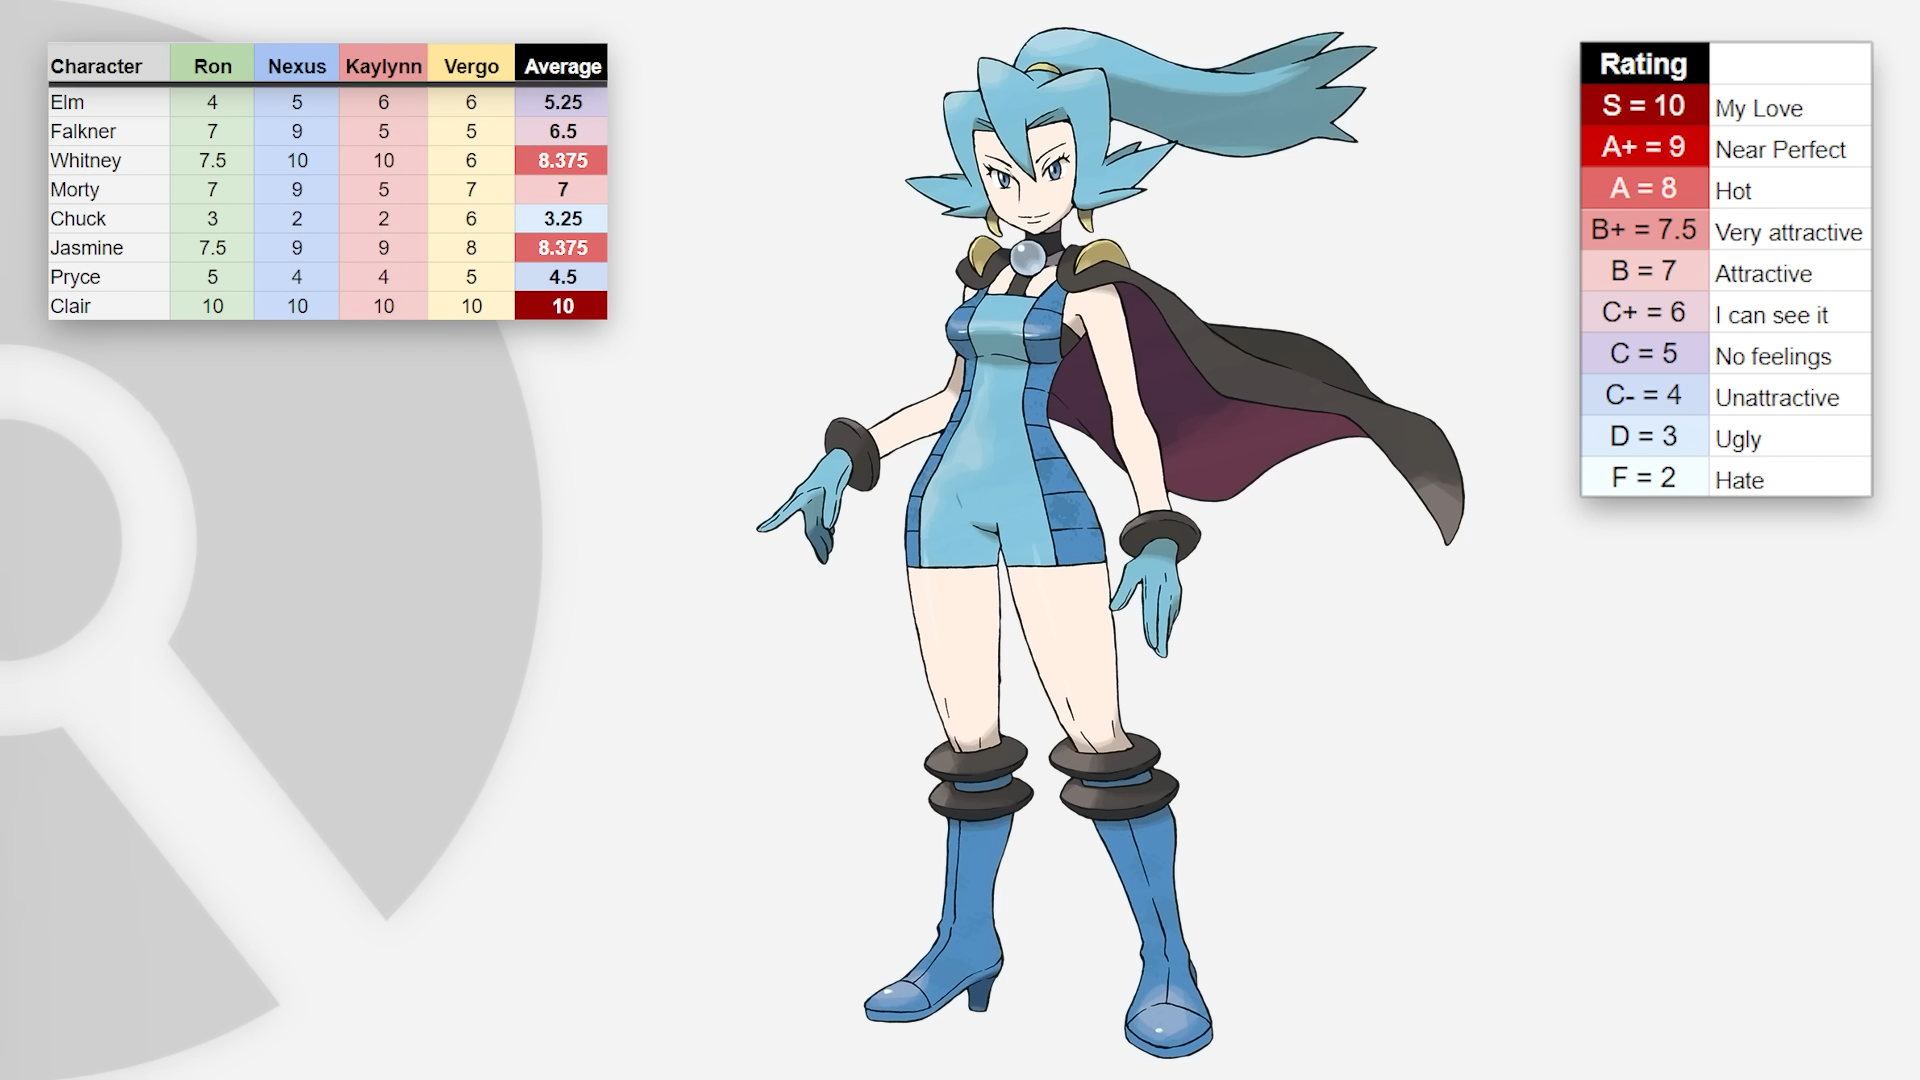 Character Ron Nexus Kaylynn Vergo Average
Elm 4 5 6 6 5.25
Falkner 7 9 5 5 6.5
Whitney 7.5 10 10 6 8.375
Morty 7 9 5 7 7
Chuck 3 2 2 6 3.25
Jasmine 7.5 9 9 8 8.375
Pryce 5 4 4 5 4.5
Clair 10 10 10 10 10
Rating
S = 10 My Love
A+ = 9 Near Perfect
A = 8 Hot
B+ = 7.5 Very attractive
B = 7 Attractive
C+ = 6 I can see it
C = 5 No feelings
C- = 4 Unattractive
D = 3 Ugly
F = 2 Hate